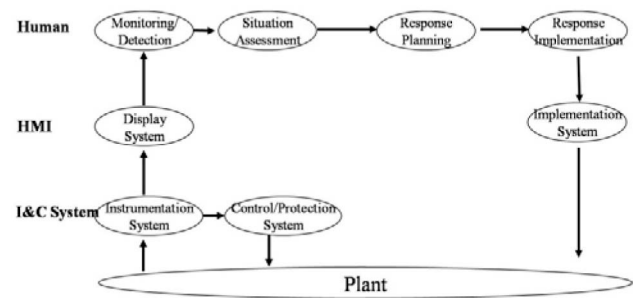 Human
Monitoring/
Detection
Situation
Assessment
Response
Planning
Response
Implementation
HMI
Display
System
Implementation
System
I&C System
Instrumentation
System
Control/Protection
System
Plant